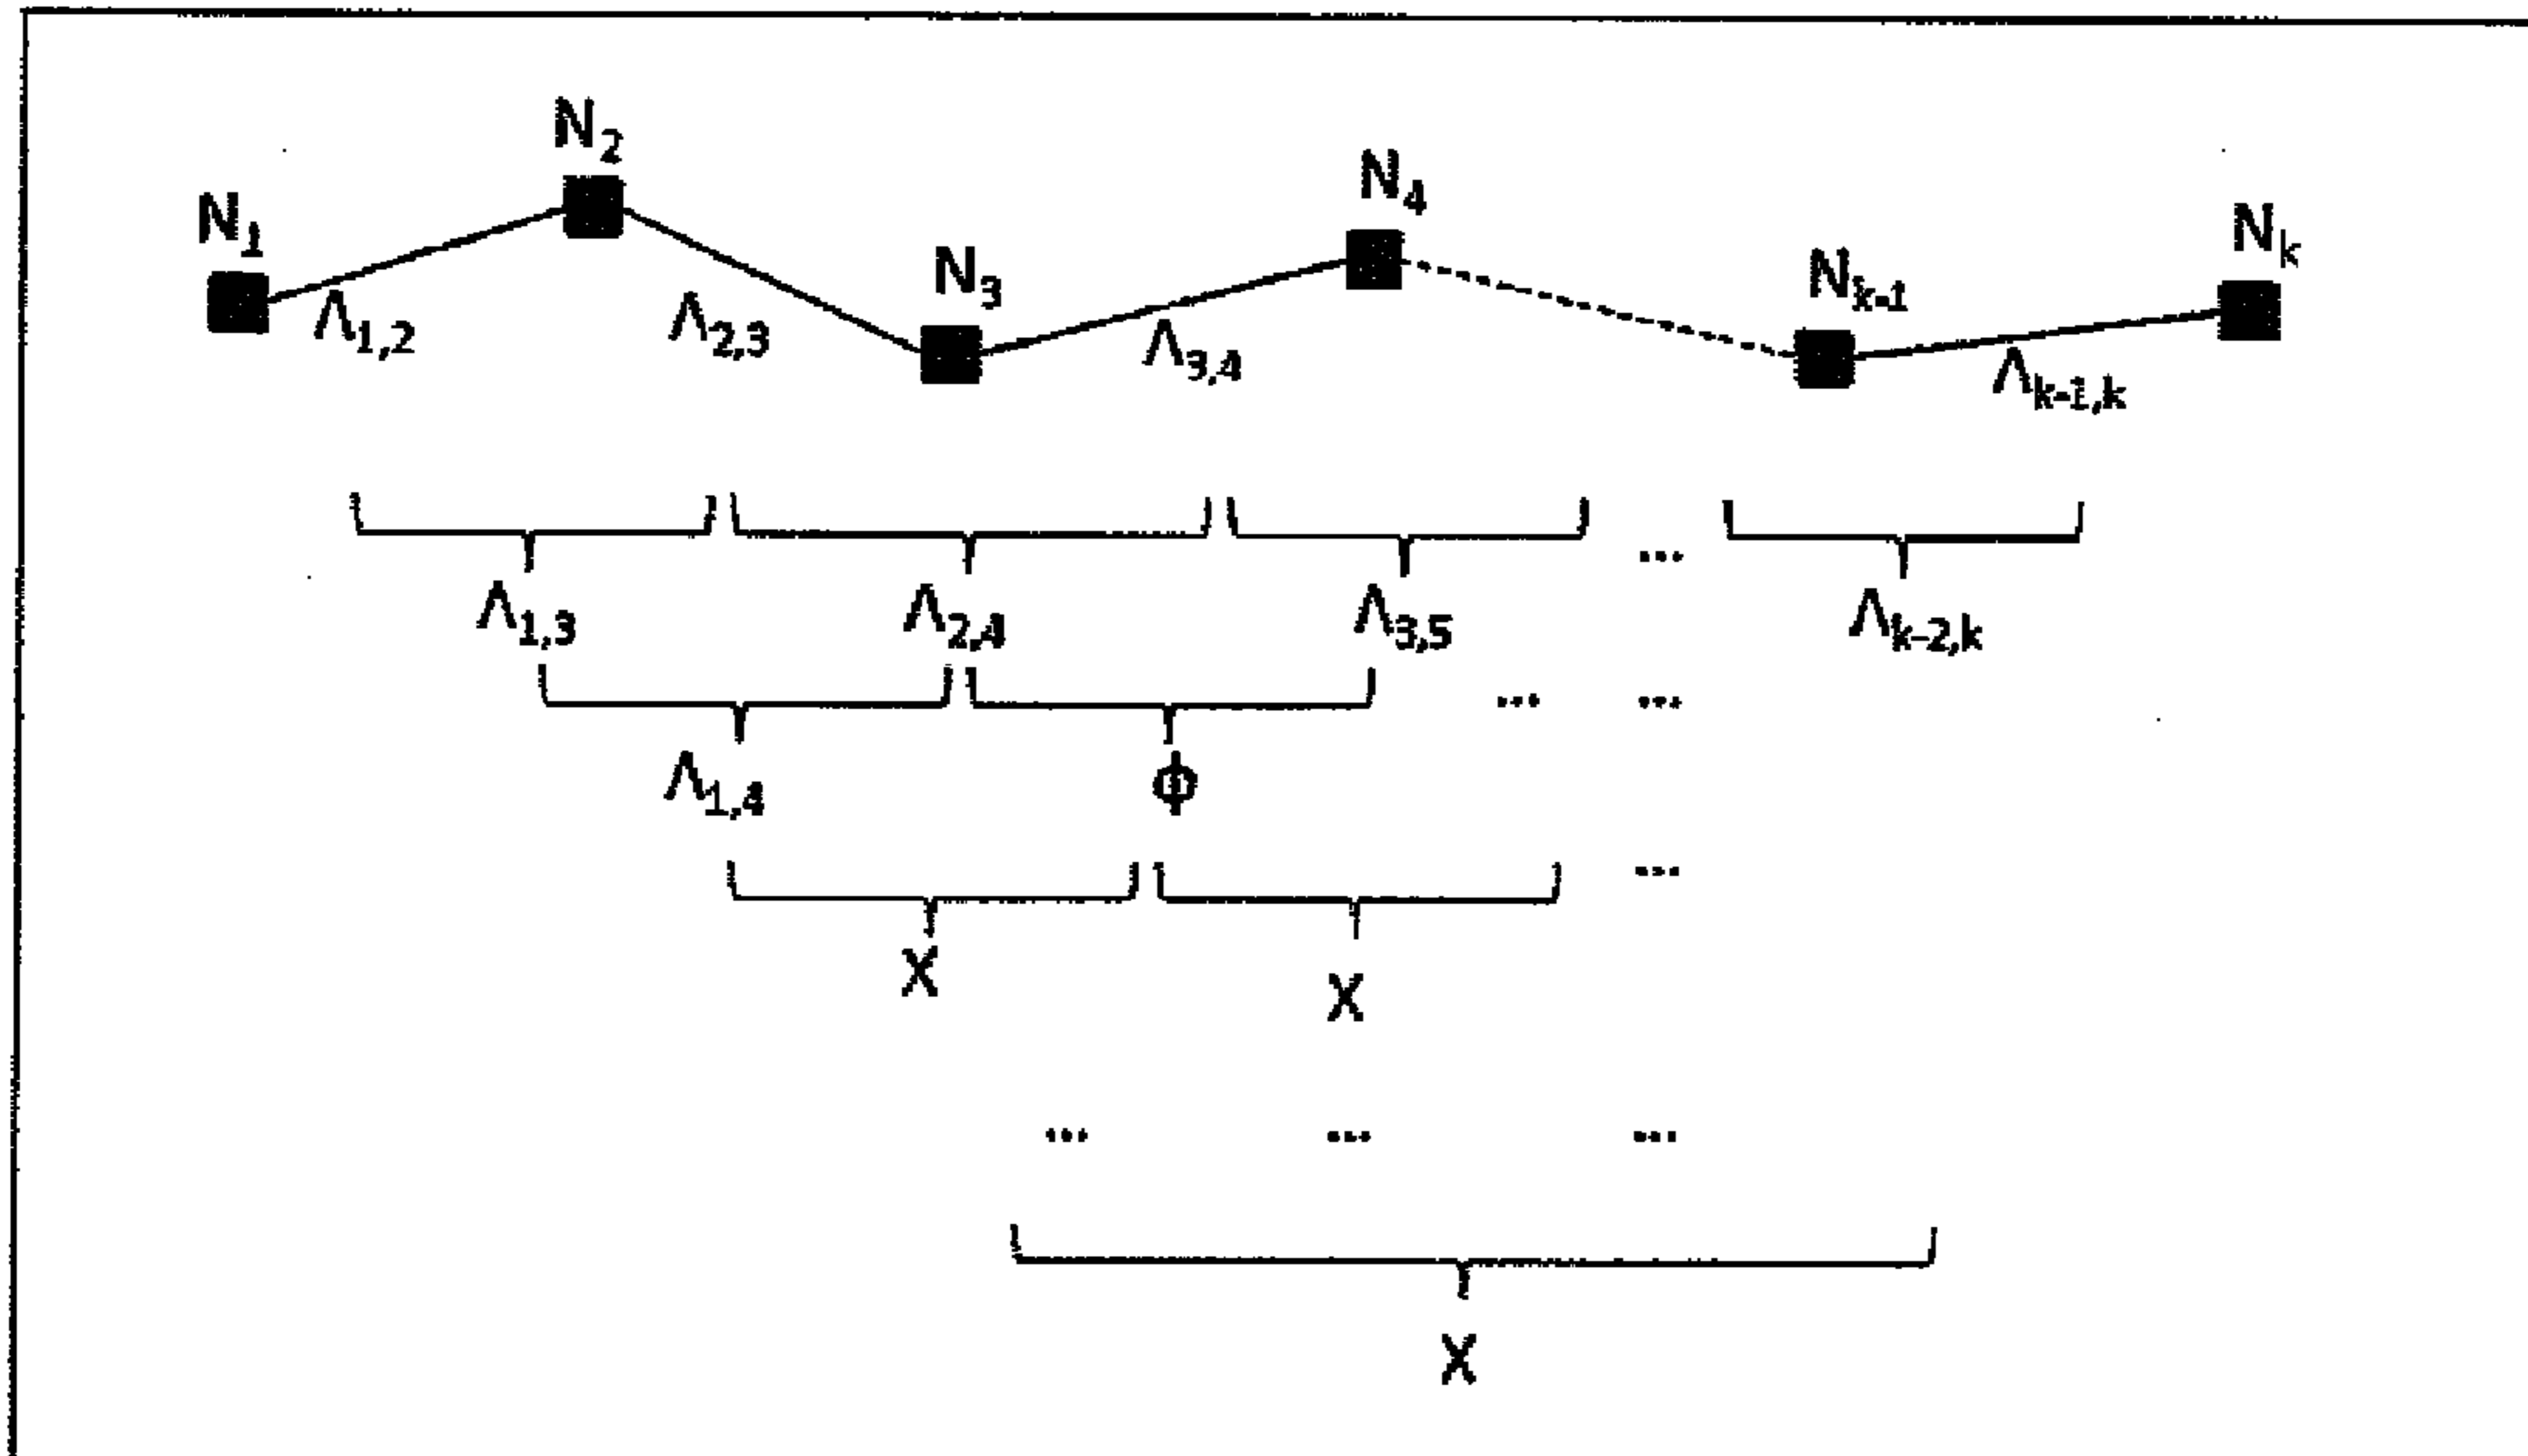 N₂
N₄
N₁
Nₖ
N₃
Nₖ₋₁
Λ₁,₂
Λ₂,₃
Λ₃,₄
Λₖ₋₁,ₖ
...
Λ₁,₃ Λ₂,₄ Λ₃,₅ Λₖ₋₂,ₖ
... ...
Λ₁,₄ Φ
...
X X
... ... ...
X